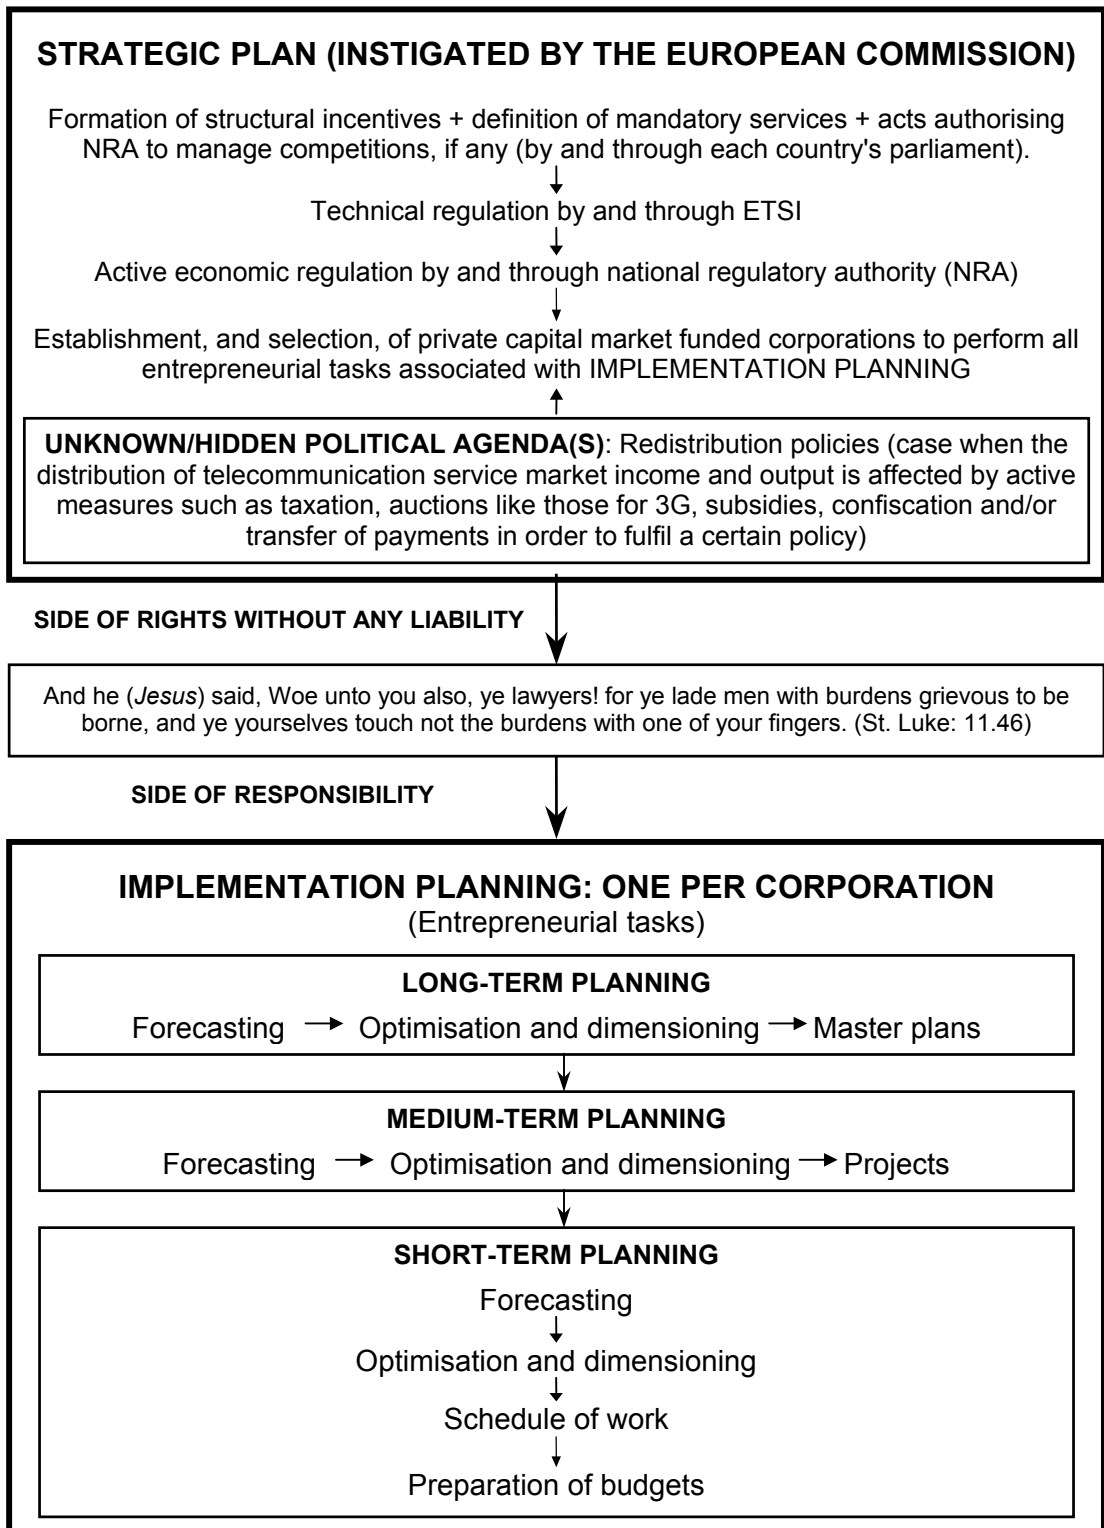 STRATEGIC PLAN (INSTIGATED BY THE EUROPEAN COMMISSION)
Formation of structural incentives + definition of mandatory services + acts authorising
NRA to manage competitions, if any (by and through each country's parliament).
Technical regulation by and through ETSI
Active economic regulation by and through national regulatory authority (NRA)
Establishment, and selection, of private capital market funded corporations to perform all
entrepreneurial tasks associated with IMPLEMENTATION PLANNING
UNKNOWN/HIDDEN POLITICAL AGENDA(S): Redistribution policies (case when the
distribution of telecommunication service market income and output is affected by active
measures such as taxation, auctions like those for 3G, subsidies, confiscation and/or
transfer of payments in order to fulfil a certain policy)
SIDE OF RIGHTS WITHOUT ANY LIABILITY
And he (Jesus) said, Woe unto you also, ye lawyers! for ye lade men with burdens grievous to be
borne, and ye yourselves touch not the burdens with one of your fingers. (St. Luke: 11.46)
SIDE OF RESPONSIBILITY
IMPLEMENTATION PLANNING: ONE PER CORPORATION
(Entrepreneurial tasks)
LONG-TERM PLANNING
Forecasting → Optimisation and dimensioning → Master plans
MEDIUM-TERM PLANNING
Forecasting → Optimisation and dimensioning → Projects
SHORT-TERM PLANNING
Forecasting
Optimisation and dimensioning
Schedule of work
Preparation of budgets